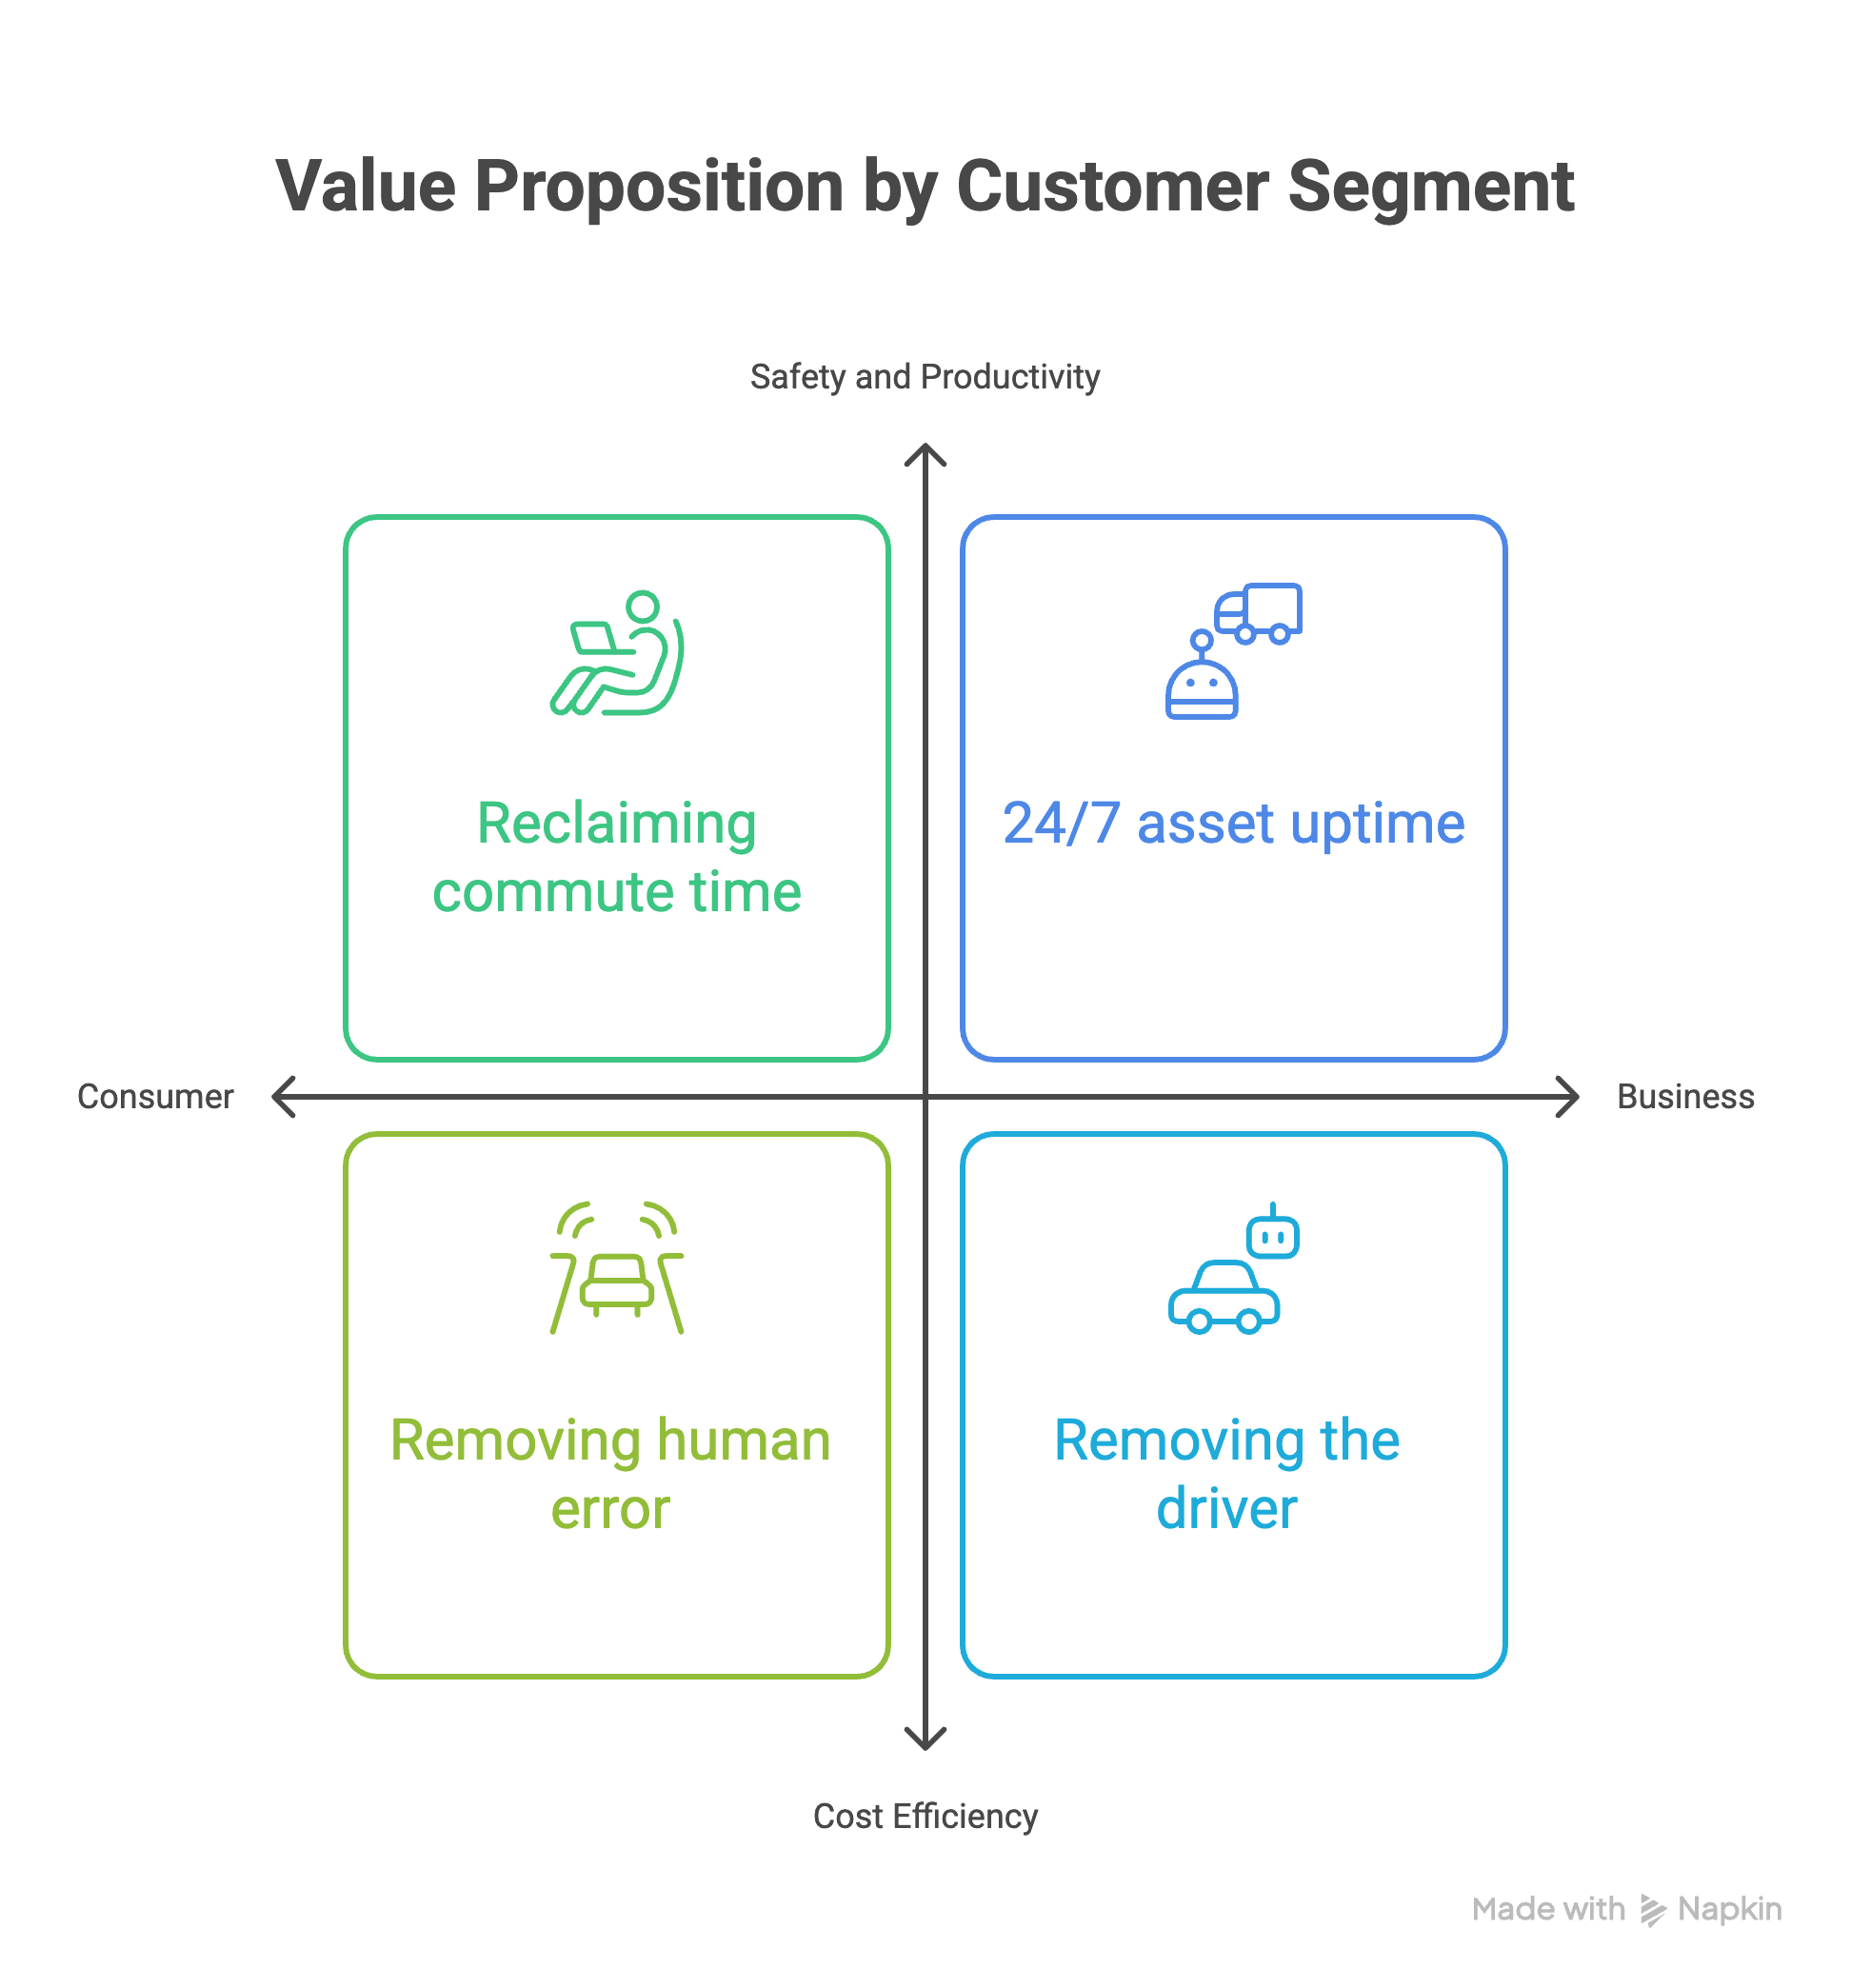 Value Proposition by Customer Segment
Safety and Productivity
Reclaiming
commute time
24/7 asset uptime
Consumer
Business
Removing human
error
Removing the
driver
Cost Efficiency
Made with Napkin